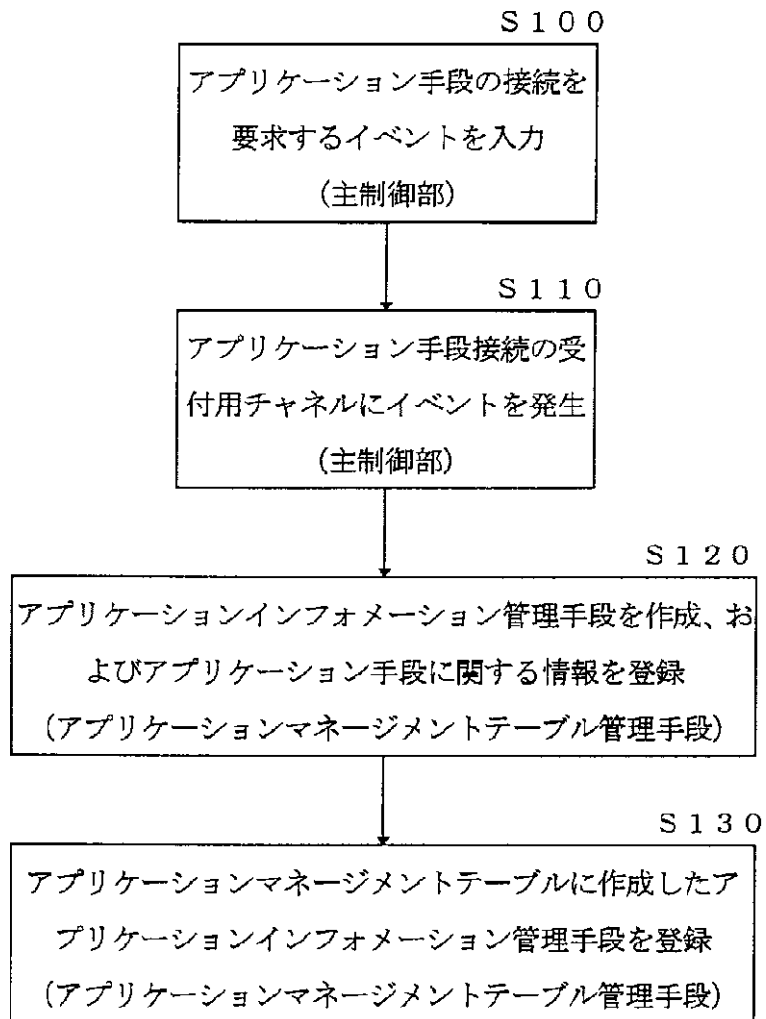 S100
アプリケーション手段の接続を
要求するイベントを入力
(主制御部)
S110
アプリケーション手段接続の受
付用チャネルにイベントを発生
(主制御部)
S120
アプリケーションインフォメーション管理手段を作成、お
よびアプリケーション手段に関する情報を登録
(アプリケーションマネージメントテーブル管理手段)
S130
アプリケーションマネージメントテーブルに作成したア
プリケーションインフォメーション管理手段を登録
(アプリケーションマネージメントテーブル管理手段)